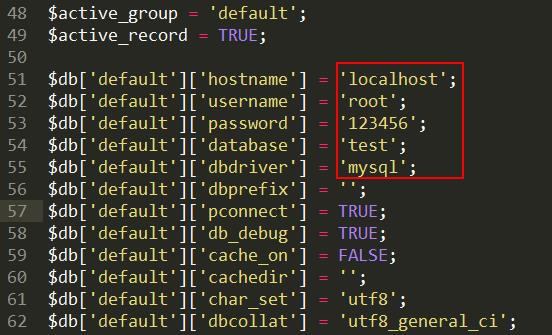 48 $active_group = 'default';
49 $active_record = TRUE;
50
51 $db['default']['hostname'] = 'localhost';
52 $db['default']['username'] = 'root';
53 $db['default']['password'] = '123456';
54 $db['default']['database'] = 'test';
55 $db['default']['dbdriver'] = 'mysql';
56 $db['default']['dbprefix'] = '';
57 $db['default']['pconnect'] = TRUE;
58 $db['default']['db_debug'] = TRUE;
59 $db['default']['cache_on'] = FALSE;
60 $db['default']['cachedir'] = '';
61 $db['default']['char_set'] = 'utf8';
62 $db['default']['dbcollat'] = 'utf8_general_ci';